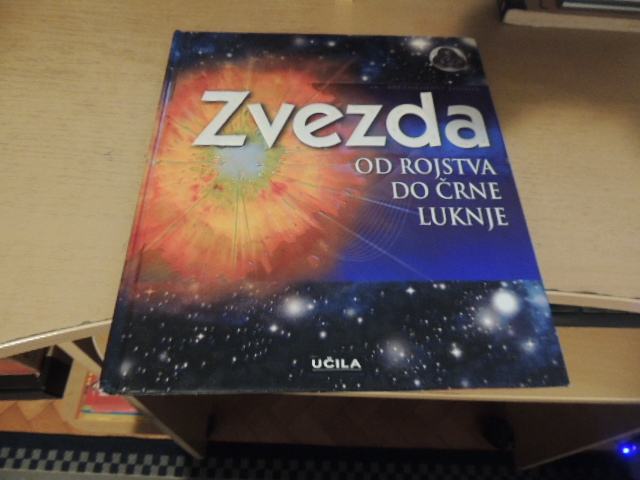 Zvezda
OD ROJSTVA
DO ČRNE
LUKNJE
UČILA